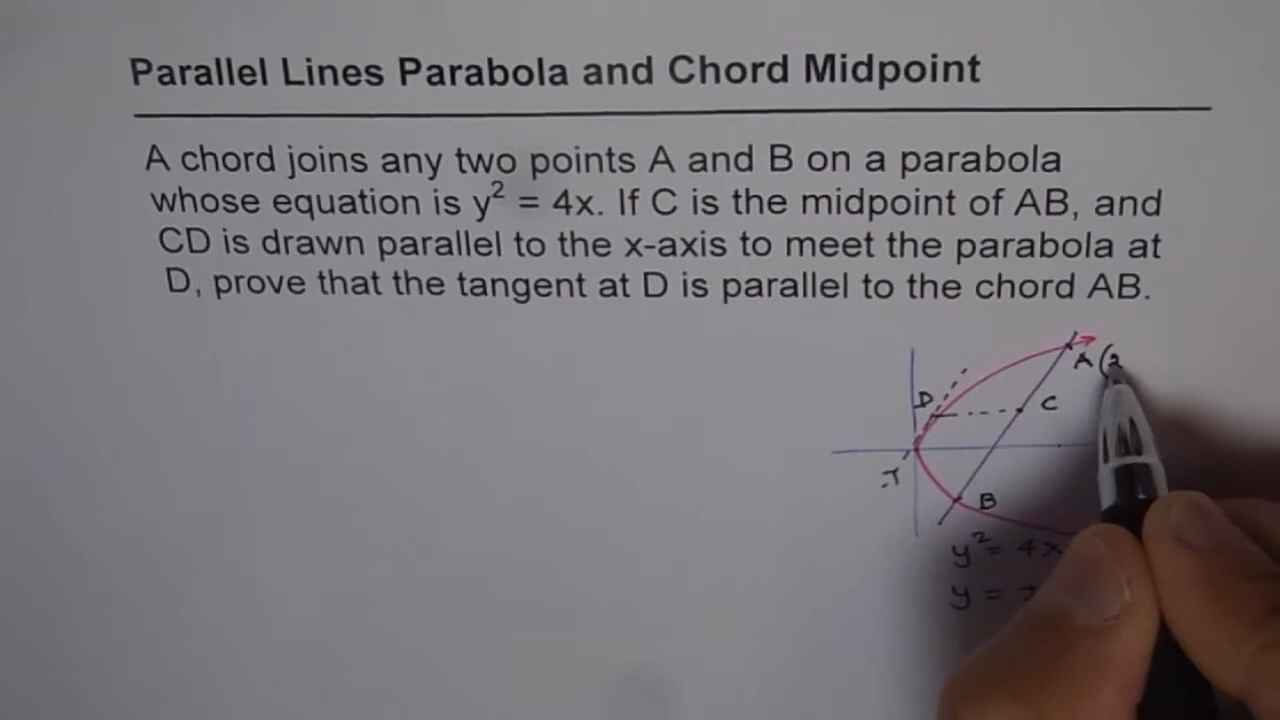 Parallel Lines Parabola and Chord Midpoint
A chord joins any two points A and B on a parabola
whose equation is y² = 4x. If C is the midpoint of AB, and
CD is drawn parallel to the x-axis to meet the parabola at
D, prove that the tangent at D is parallel to the chord AB.
A (2
D
C
T
B
y² = 4x
y =